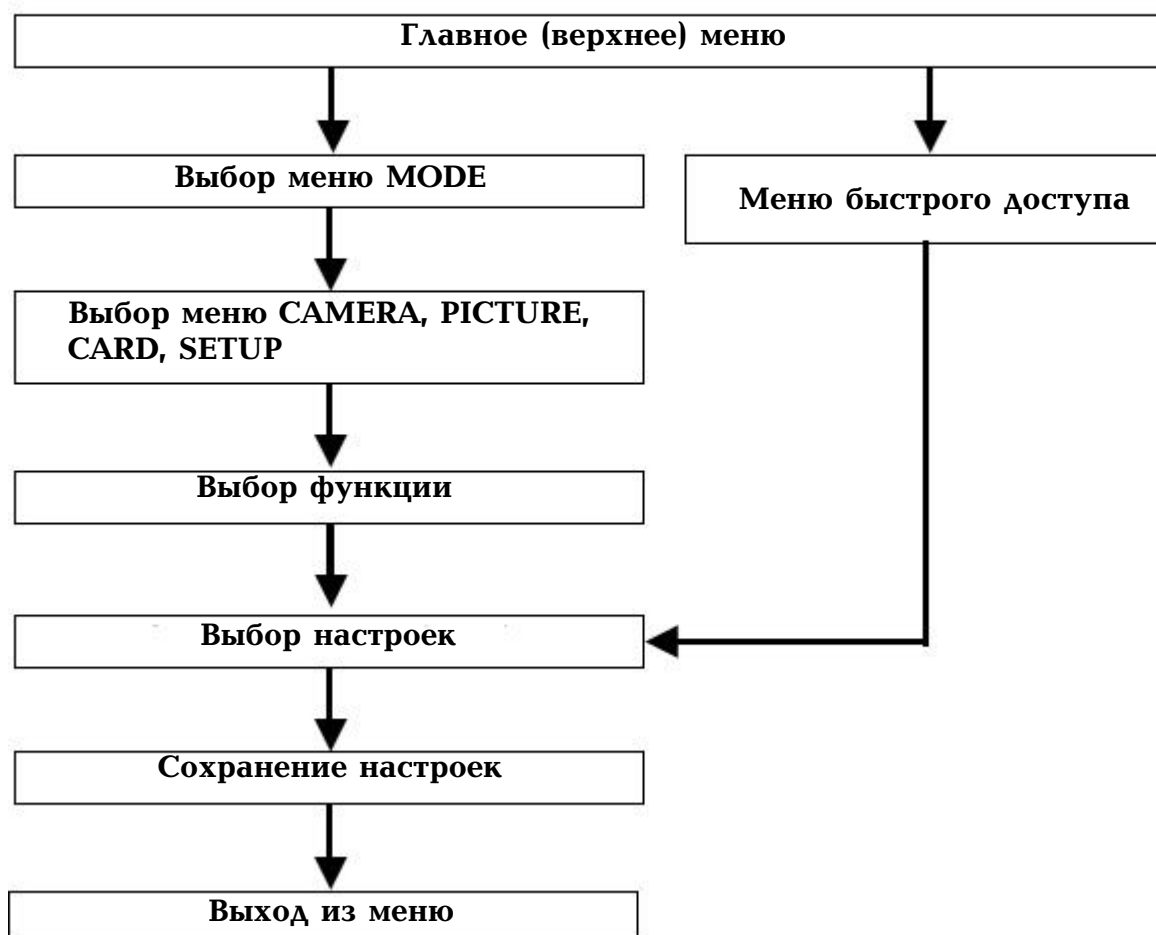 Главное (верхнее) меню
Выбор меню MODE
Меню быстрого доступа
Выбор меню CAMERA, PICTURE,
CARD, SETUP
Выбор функции
Выбор настроек
Сохранение настроек
Выход из меню